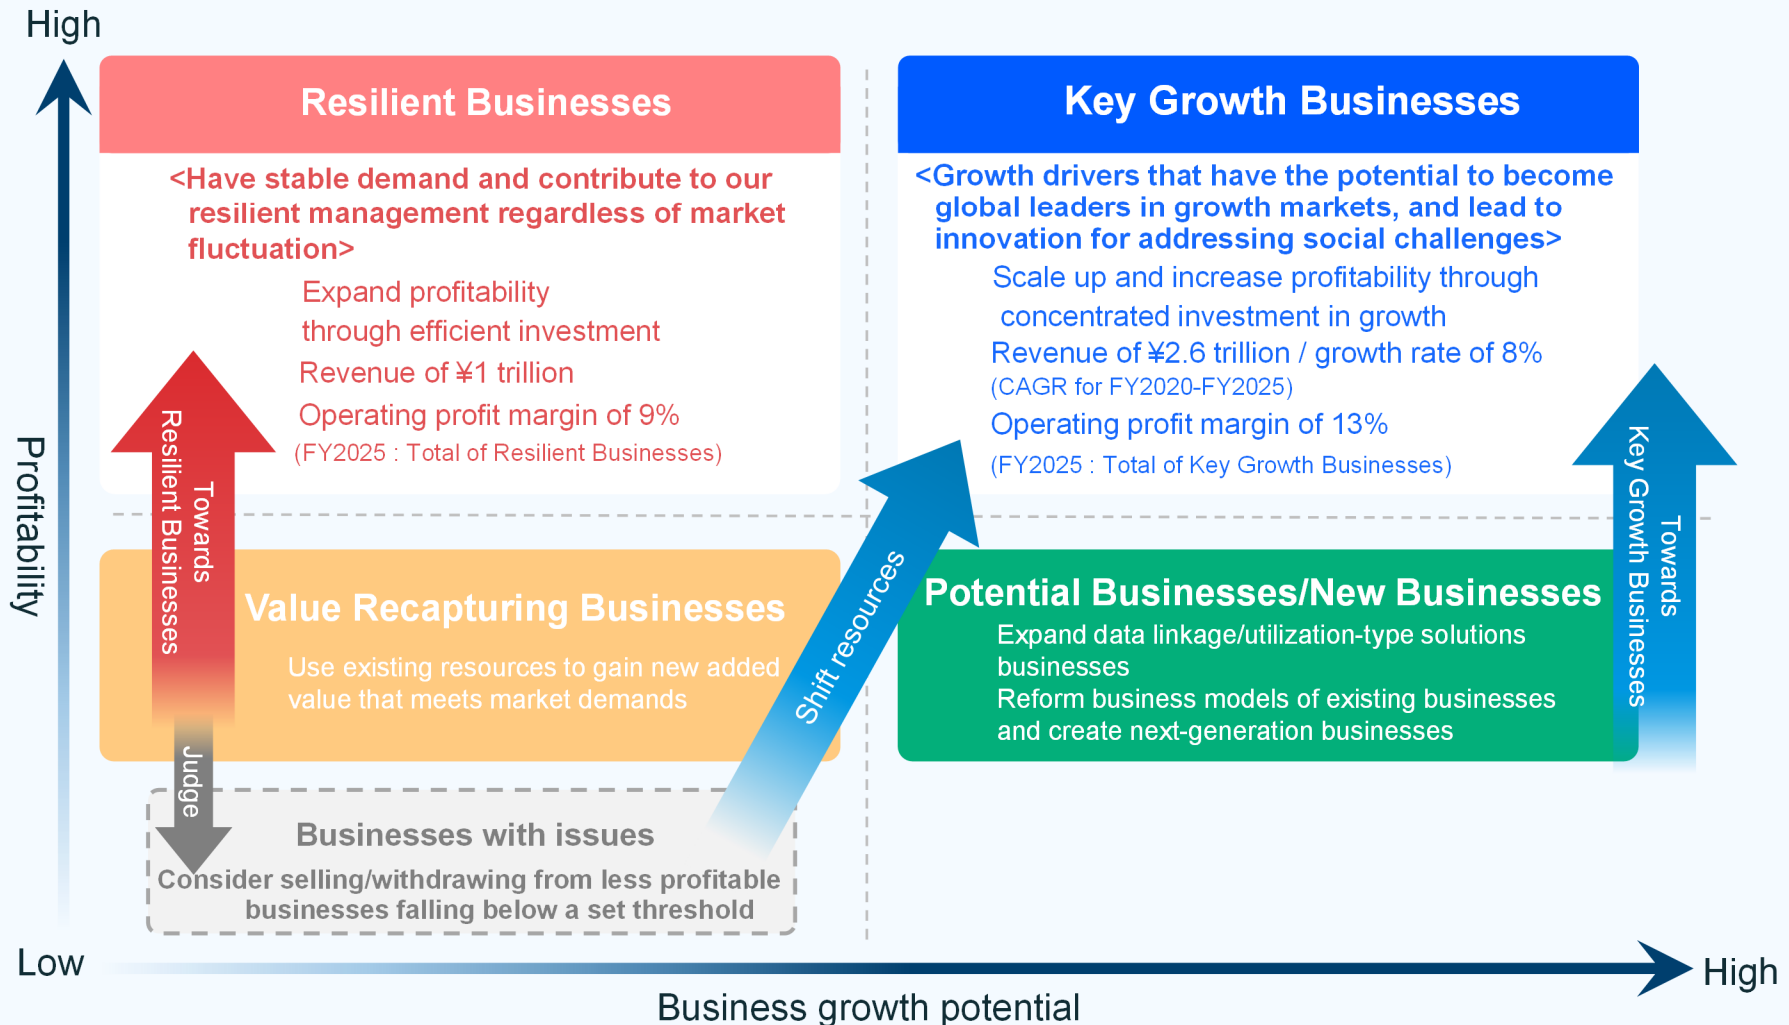 High
Resilient Businesses
<Have stable demand and contribute to our
resilient management regardless of market
fluctuation>
Expand profitability
through efficient investment
Revenue of ¥1 trillion
Operating profit margin of 9%
(FY2025 : Total of Resilient Businesses)
Key Growth Businesses
<Growth drivers that have the potential to become
global leaders in growth markets, and lead to
innovation for addressing social challenges>
Scale up and increase profitability through
concentrated investment in growth
Revenue of ¥2.6 trillion / growth rate of 8%
(CAGR for FY2020-FY2025)
Operating profit margin of 13%
(FY2025 : Total of Key Growth Businesses)
Profitability
Towards
Resilient Businesses
Value Recapturing Businesses
Use existing resources to gain new added
value that meets market demands
Shift resources
Potential Businesses/New Businesses
Expand data linkage/utilization-type solutions
businesses
Reform business models of existing businesses
and create next-generation businesses
Towards
Key Growth Businesses
Judge
Businesses with issues
Consider selling/withdrawing from less profitable
businesses falling below a set threshold
Low
High
Business growth potential